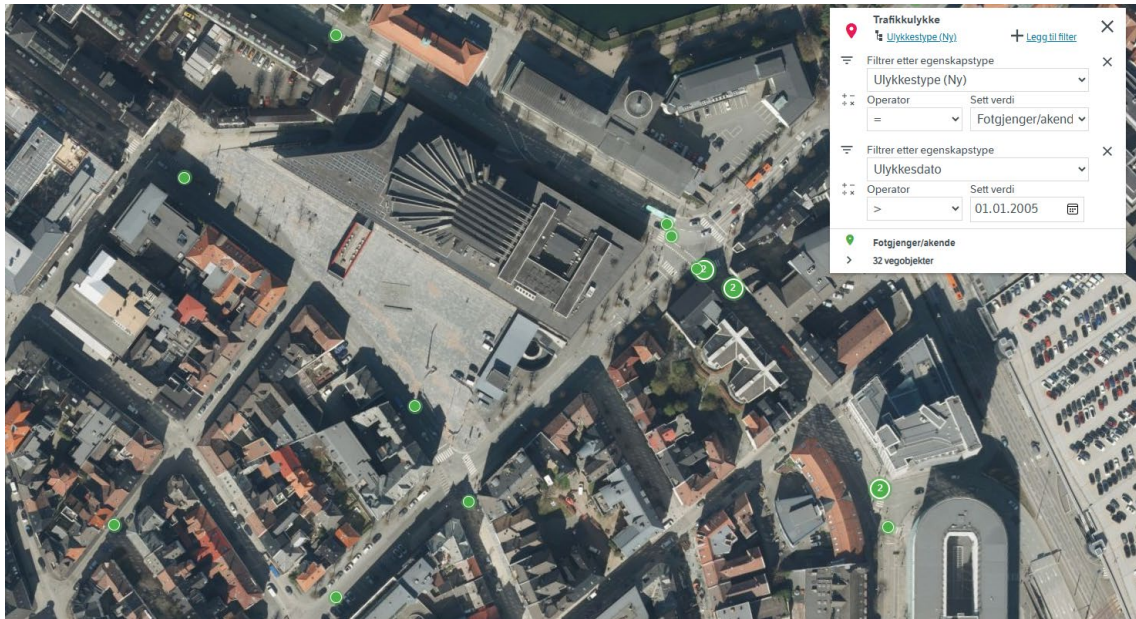 Trafikkulykke
Ulykkestype (Ny) Legg til filter
Filtrer etter egenskapstype
Ulykkestype (Ny)
Operator Sett verdi
= Fotgjenger/akend
Filtrer etter egenskapstype
Ulykkesdato
Operator Sett verdi
> 01.01.2005
Fotgjenger/akende
32 vegobjekter
2
2
2